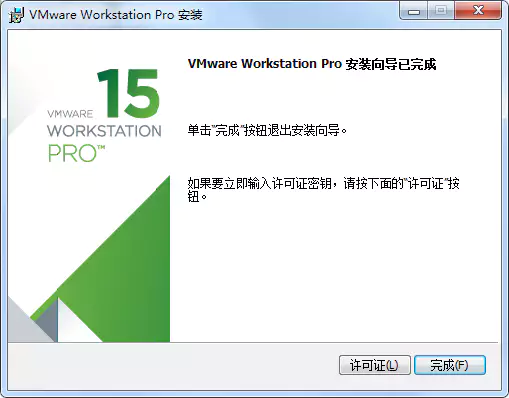 VMware Workstation Pro 安装
VMware Workstation Pro 安装向导已完成
15
VMWARE
WORKSTATION
PRO™
单击"完成"按钮退出安装向导。
如果要立即输入许可证密钥，请按下面的"许可证"按
钮。
许可证(L)
完成(F)